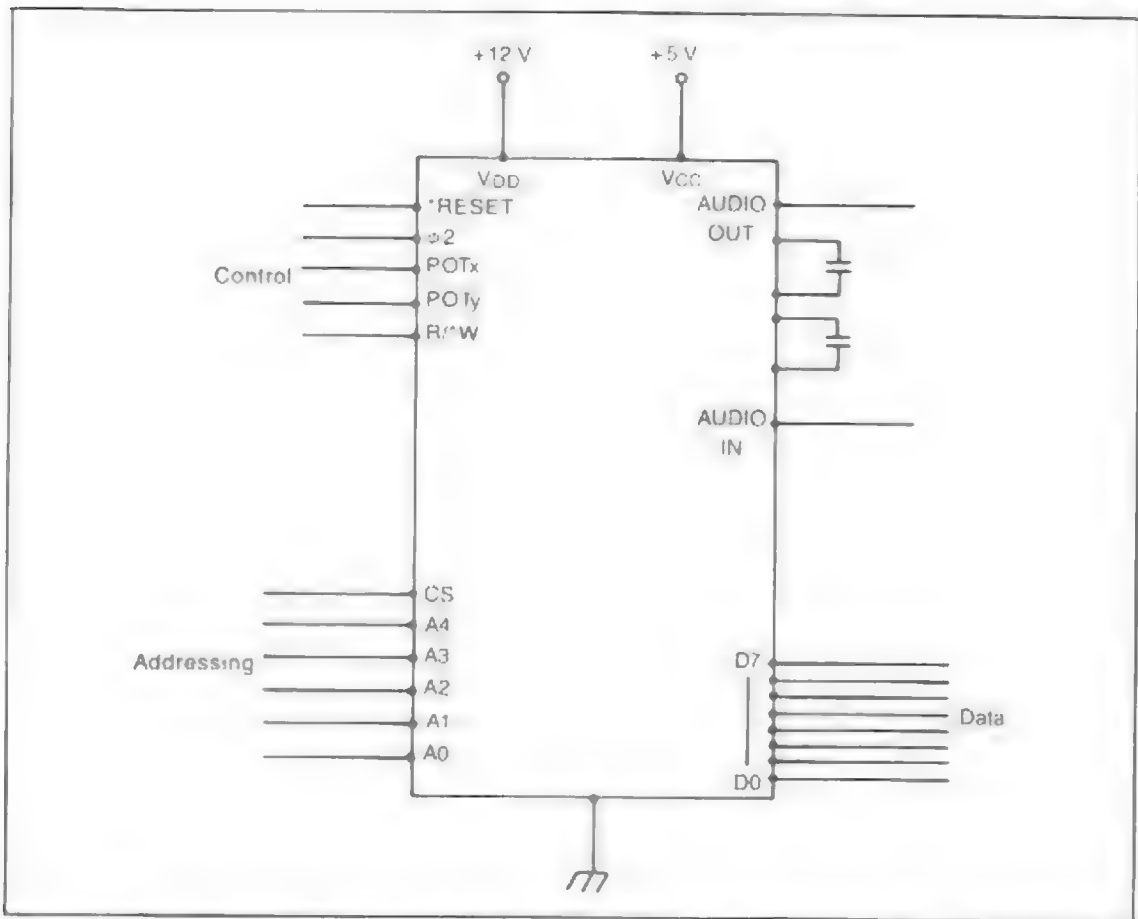 +12 V
+5 V
VDD
VCC
*RESET
φ2
POTx
POTy
R/*W
Control
AUDIO
OUT
AUDIO
IN
CS
A4
A3
A2
A1
A0
Addressing
D7
D0
Data